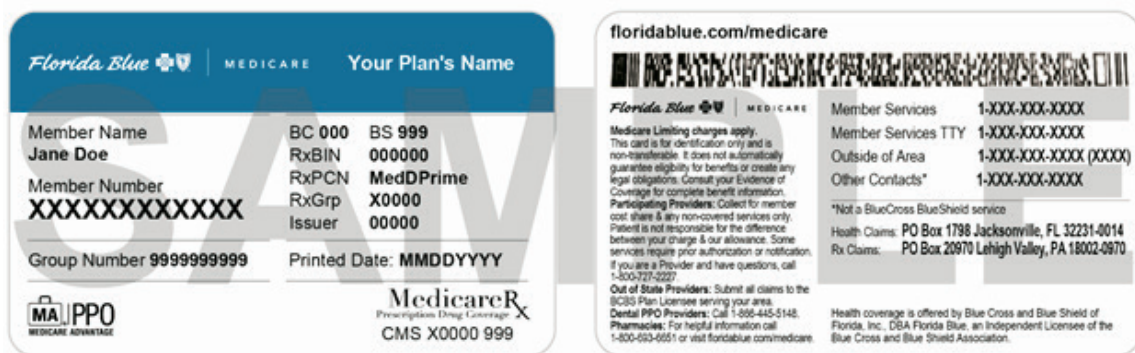 Florida Blue MEDICARE Your Plan's Name
Member Name
Jane Doe
Member Number
XXXXXXXXXXXX
BC 000 BS 999
RxBIN 000000
RxPCN MedDPrime
RxGrp X0000
Issuer 00000
Group Number 9999999999
Printed Date: MMDDYYYY
MA PPO
MEDICARE ADVANTAGE
MedicareRx
Prescription Drug Coverage
CMS X0000 999
SAMPLE
floridablue.com/medicare
Florida Blue MEDICARE
Medicare Limiting charges apply.
This card is for identification only and is
non-transferable. It does not automatically
guarantee eligibility for benefits or create any
legal obligations. Consult your Evidence of
Coverage for complete benefit information.
Participating Providers: Collect for member
cost share & any non-covered services only.
Patient is not responsible for the difference
between your charge & our allowance. Some
services require prior authorization or notification.
If you are a Provider and have questions, call
1-800-727-2227.
Out of State Providers: Submit all claims to the
BCBS Plan Licensee serving your area.
Dental PPO Providers: Call 1-866-445-5148.
Pharmacies: For helpful information call
1-800-693-6651 or visit floridablue.com/medicare.
Member Services 1-XXX-XXX-XXXX
Member Services TTY 1-XXX-XXX-XXXX
Outside of Area 1-XXX-XXX-XXXX (XXXX)
Other Contacts* 1-XXX-XXX-XXXX
*Not a BlueCross BlueShield service
Health Claims: PO Box 1798 Jacksonville, FL 32231-0014
Rx Claims: PO Box 20970 Lehigh Valley, PA 18002-0970
Health coverage is offered by Blue Cross and Blue Shield of
Florida, Inc., DBA Florida Blue, an Independent Licensee of the
Blue Cross and Blue Shield Association.